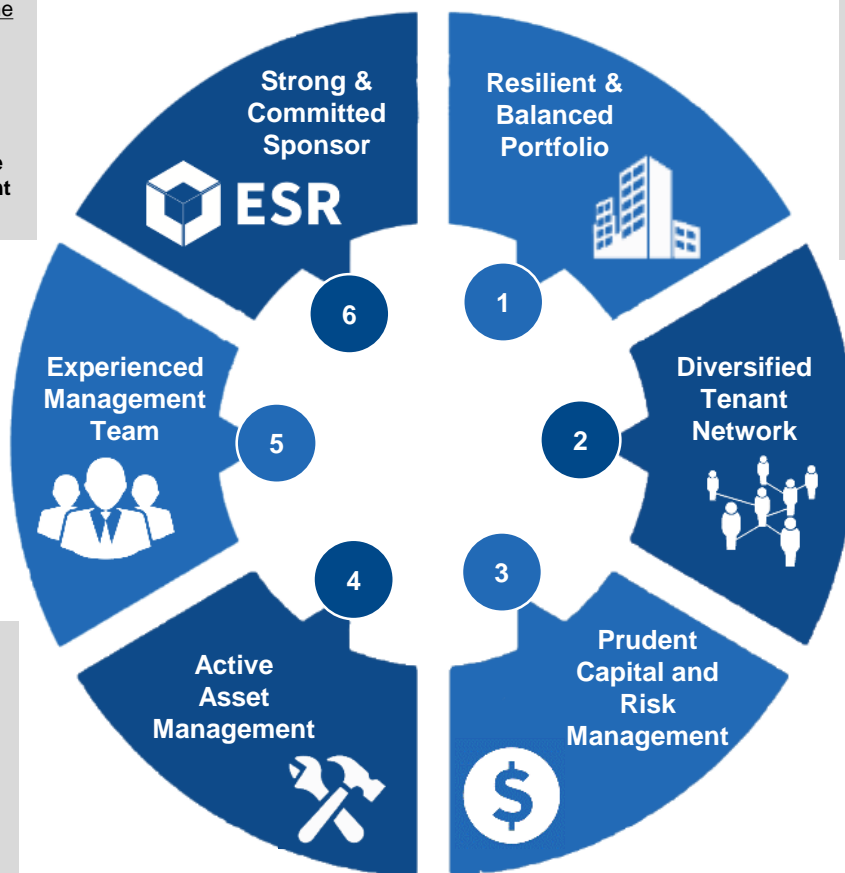 Strong &
Committed
Sponsor
ESR
6
Resilient &
Balanced
Portfolio
1
Diversified
Tenant
Network
2
Prudent
Capital and
Risk
Management
3
$
Active
Asset
Management
4
Experienced
Management
Team
5